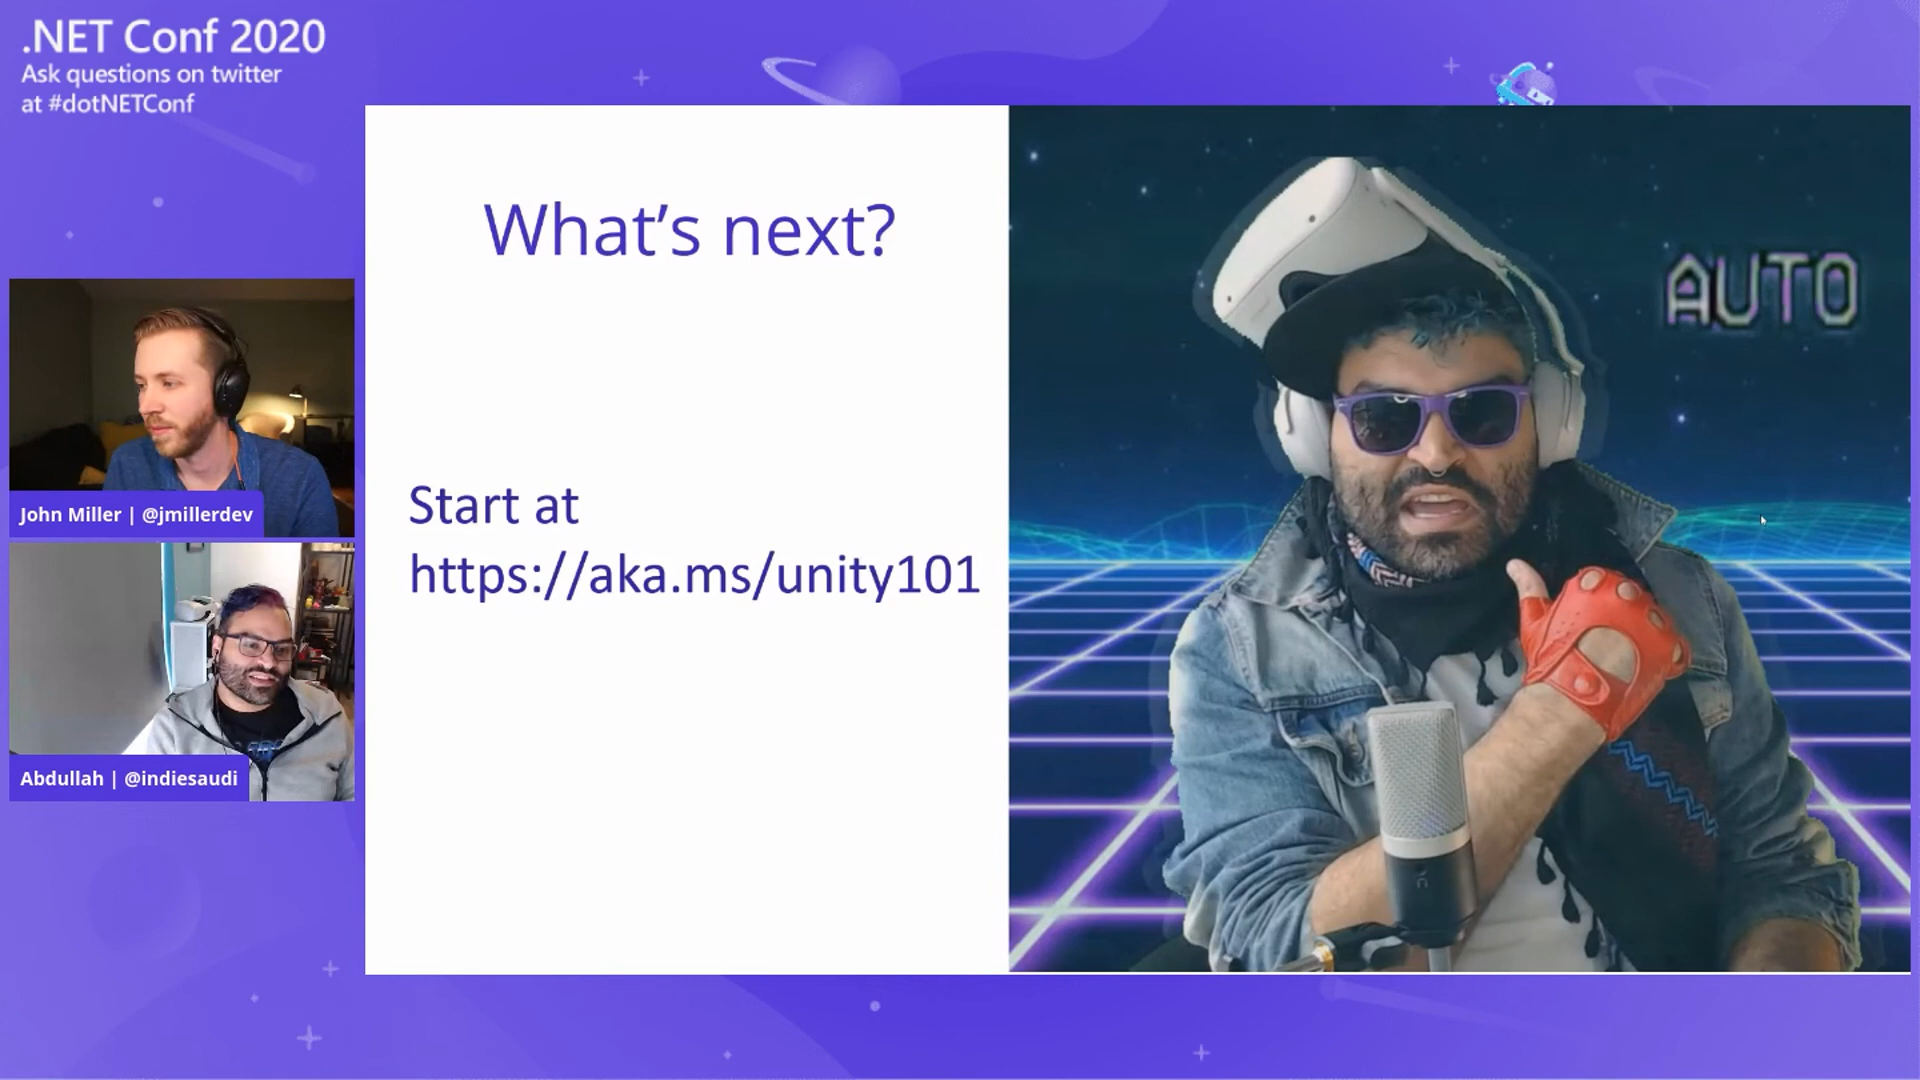 .NET Conf 2020
Ask questions on twitter
at #dotNETConf
What's next?
Start at
https://aka.ms/unity101
AUTO
John Miller | @jmillerdev
Abdullah | @indiesaudi